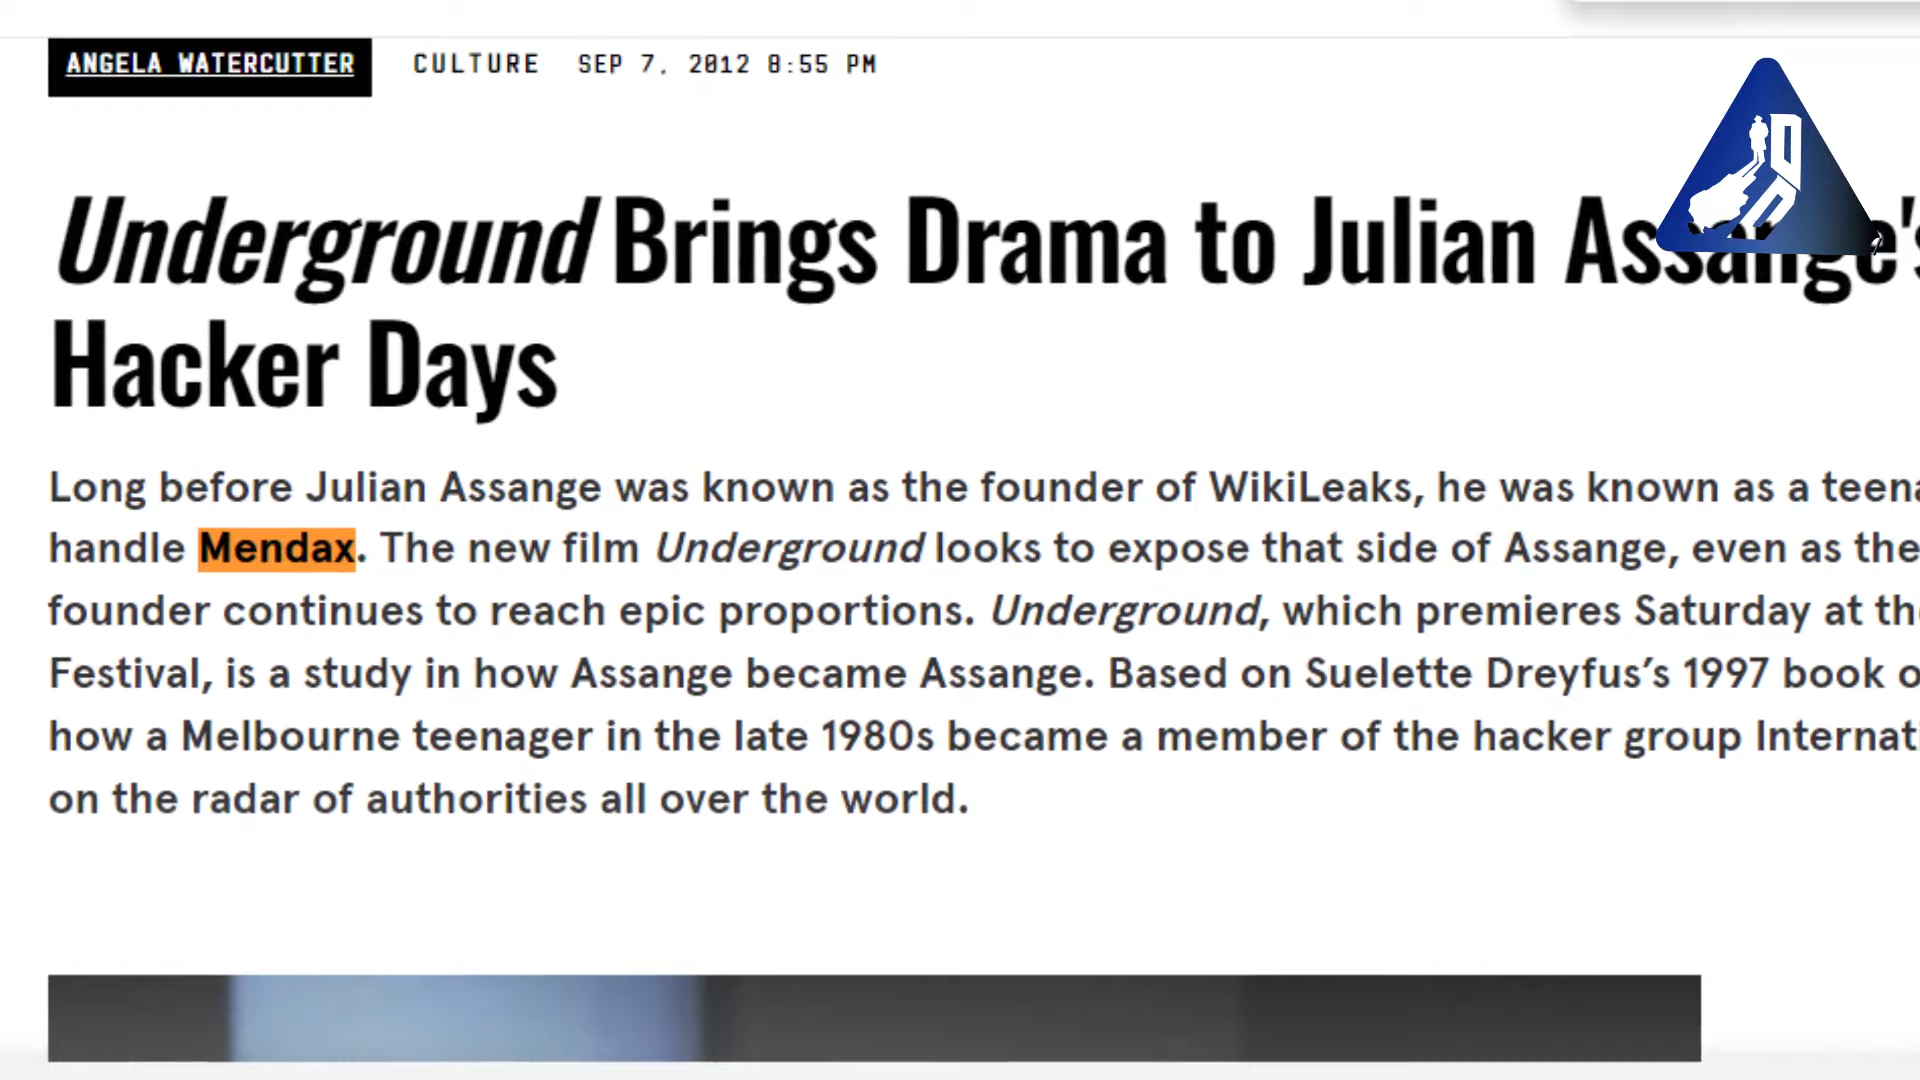 ANGELA WATERCUTTER CULTURE SEP 7, 2012 8:55 PM
Underground Brings Drama to Julian Assange's
Hacker Days
Long before Julian Assange was known as the founder of WikiLeaks, he was known as a
handle Mendax. The new film Underground looks to expose that side of Assange, even as the
founder continues to reach epic proportions. Underground, which premieres Saturday at
Festival, is a study in how Assange became Assange. Based on Suelette Dreyfus’s 1997 book
how a Melbourne teenager in the late 1980s became a member of the hacker group
on the radar of authorities all over the world.